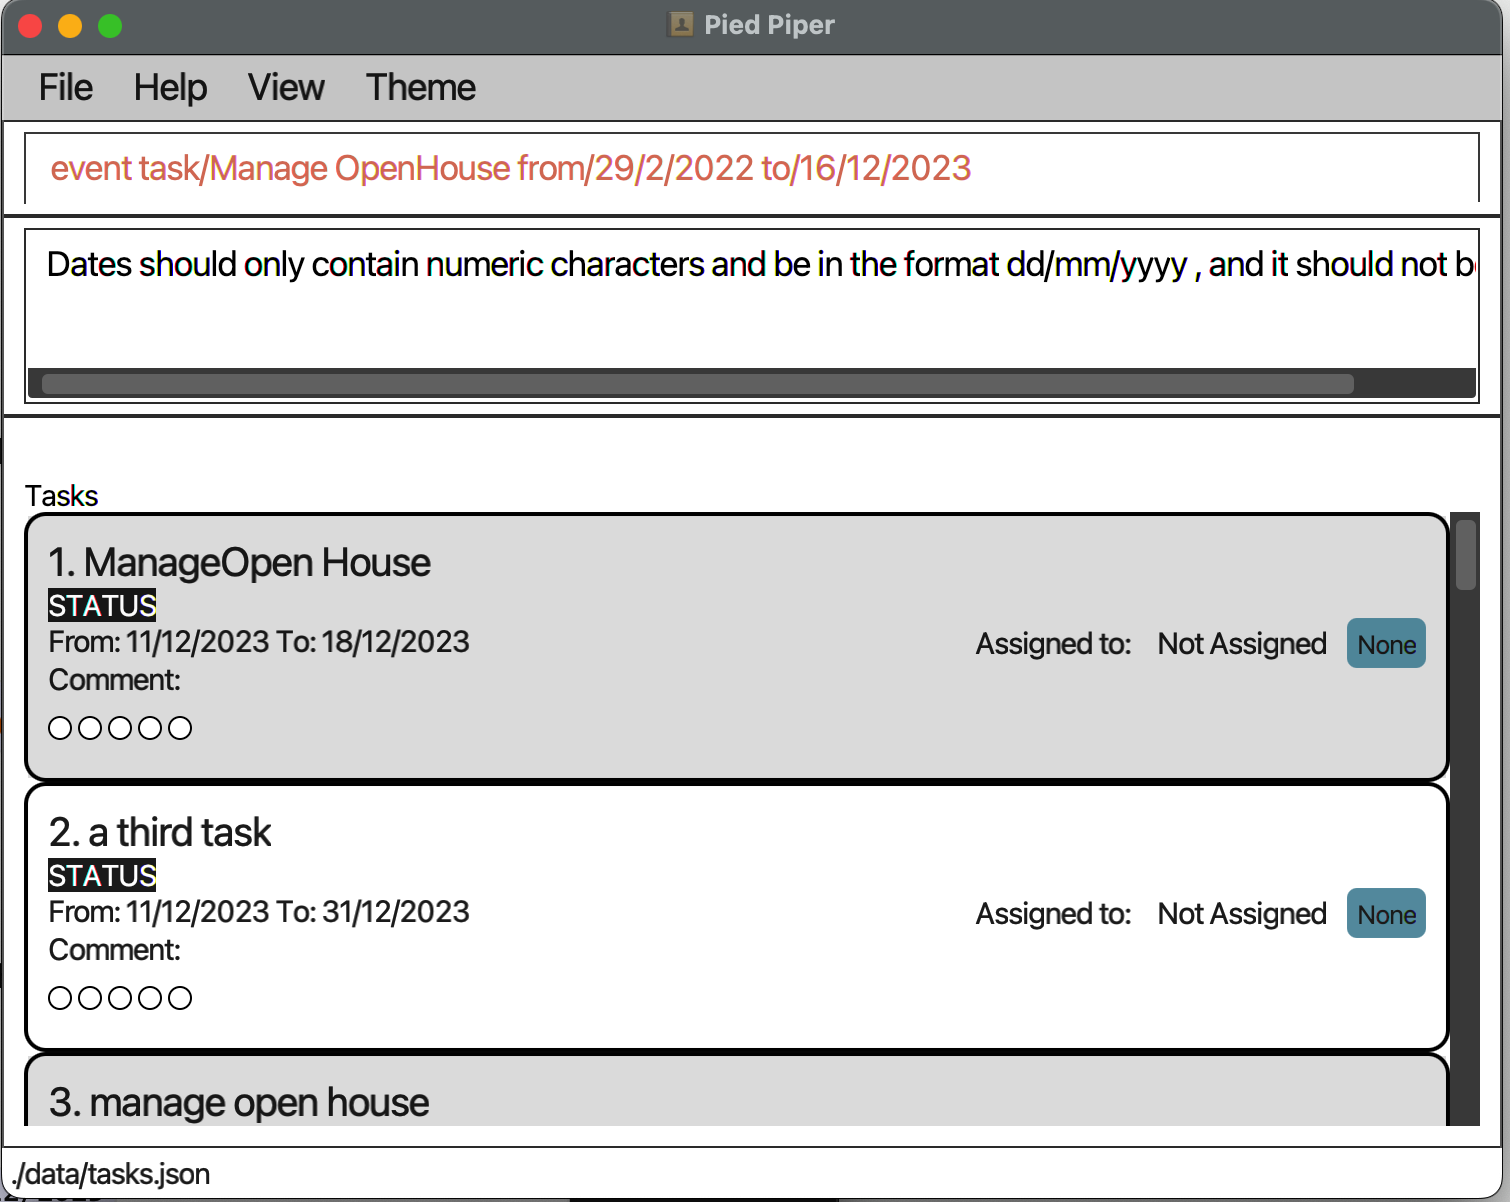 Pied Piper
File Help View Theme
event task/Manage OpenHouse from/29/2/2022 to/16/12/2023
Dates should only contain numeric characters and be in the format dd/mm/yyyy , and it should not
Tasks
1. ManageOpen House
STATUS
From: 11/12/2023 To: 18/12/2023
Assigned to: Not Assigned None
Comment:
2. a third task
STATUS
From: 11/12/2023 To: 31/12/2023
Assigned to: Not Assigned None
Comment:
3. manage open house
./data/tasks.json